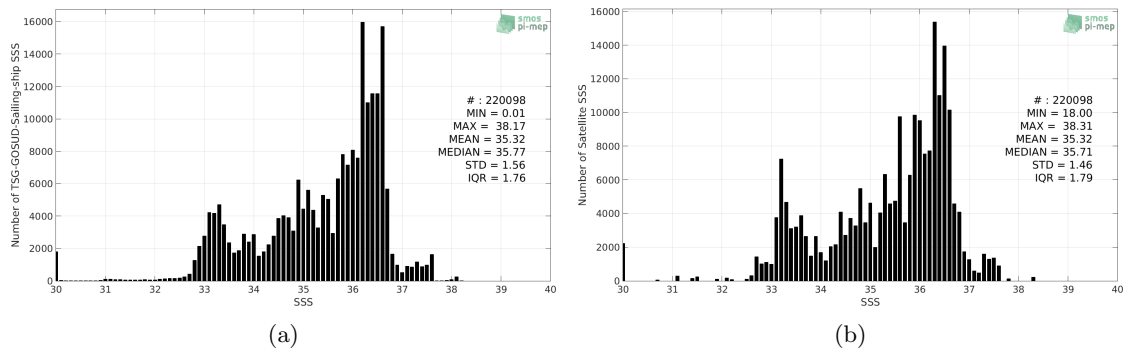 smos
pi-mep
Number of TSG-GOSUD-Sailing-ship SSS
16000
14000
12000
10000
8000
6000
4000
2000
0
# : 220098
MIN = 0.01
MAX = 38.17
MEAN = 35.32
MEDIAN = 35.77
STD = 1.56
IQR = 1.76
30 31 32 33 34 35 36 37 38 39 40
SSS
(a)
smos
pi-mep
Number of Satellite SSS
16000
14000
12000
10000
8000
6000
4000
2000
0
# : 220098
MIN = 18.00
MAX = 38.31
MEAN = 35.32
MEDIAN = 35.71
STD = 1.46
IQR = 1.79
30 31 32 33 34 35 36 37 38 39 40
SSS
(b)